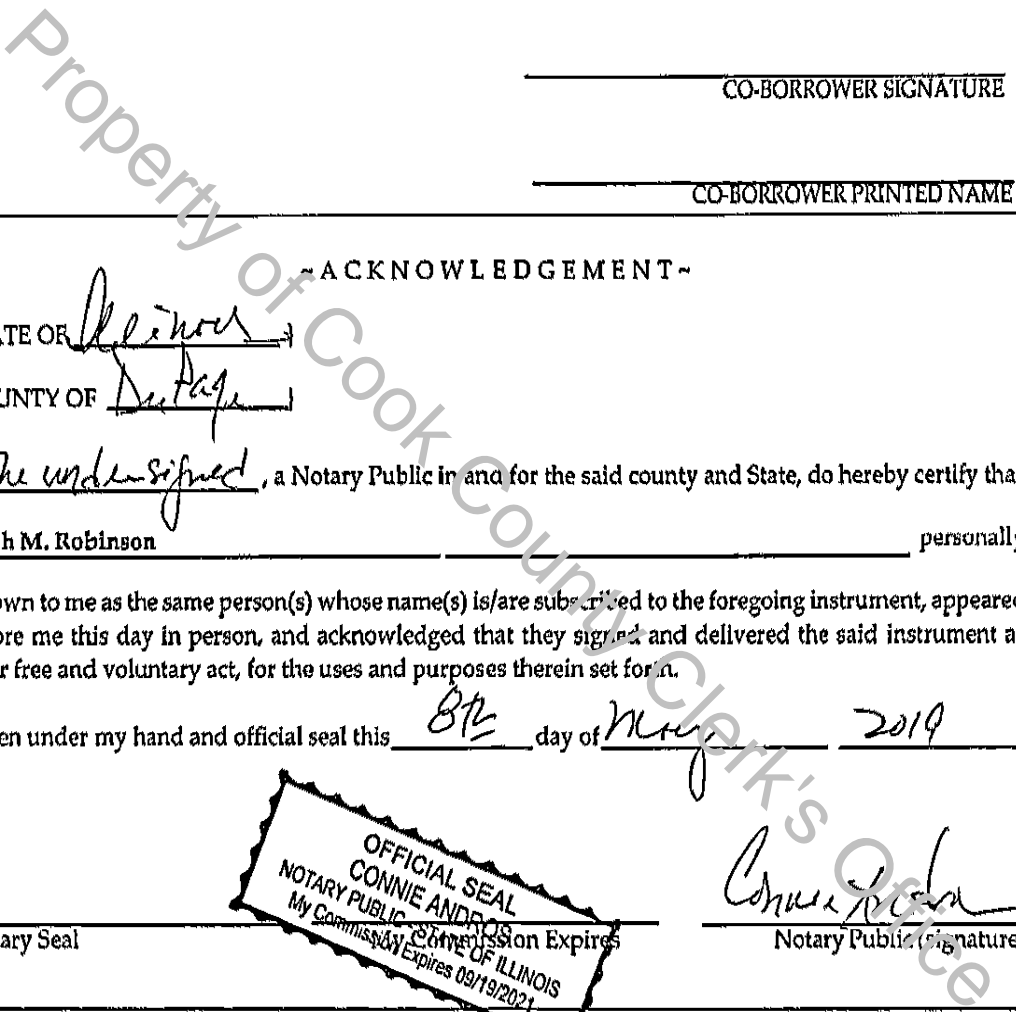 CO-BORROWER SIGNATURE
CO-BORROWER PRINTED NAME
~ACKNOWLEDGEMENT~
ATE OF Illinois
UNTY OF DuPage
he undersigned, a Notary Public in and for the said county and State, do hereby certify tha
h M. Robinson personally
own to me as the same person(s) whose name(s) is/are subscribed to the foregoing instrument, appeared
ore me this day in person, and acknowledged that they signed and delivered the said instrument a
r free and voluntary act, for the uses and purposes therein set forth.
en under my hand and official seal this 8th day of May 2019
OFFICIAL SEAL
CONNIE ANDROS
NOTARY PUBLIC - STATE OF ILLINOIS
My Commission Expires 09/19/2021
Connie Andros
ary Seal My Commission Expires Notary Public (signature
Property of Cook County Clerk's Office